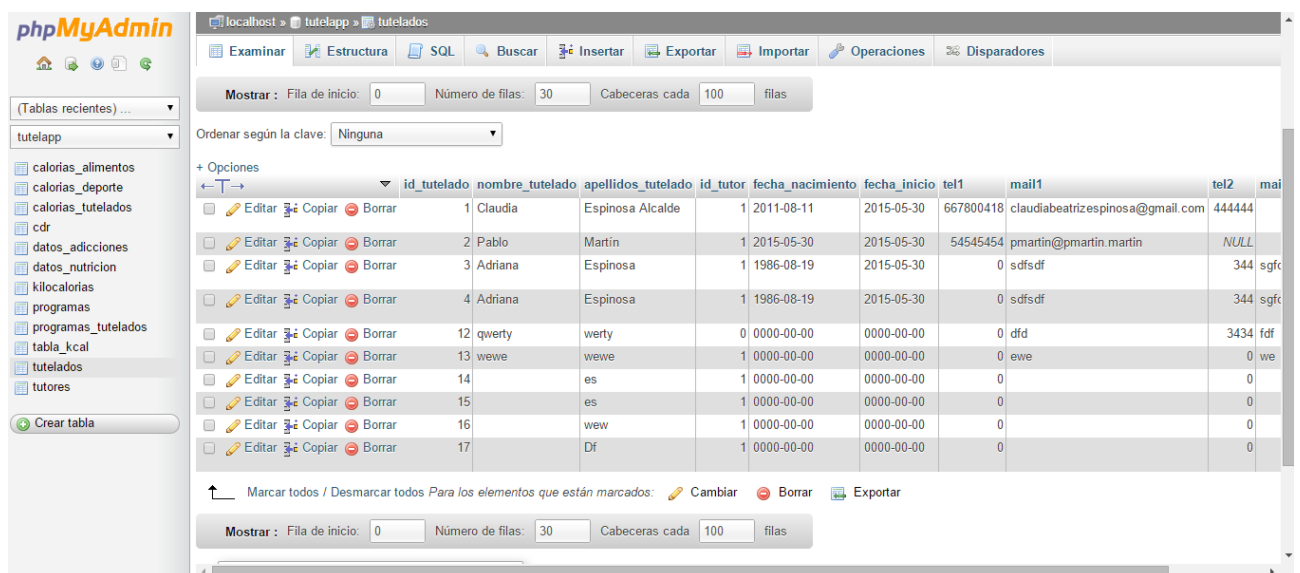 phpMyAdmin
(Tablas recientes) ...
tutelapp
calorias_alimentos
calorias_deporte
calorias_tutelados
cdr
datos_adicciones
datos_nutricion
kilocalorias
programas
programas_tutelados
tabla_kcal
tutelados
tutores
Crear tabla
localhost » tutelapp » tutelados
Examinar Estructura SQL Buscar Insertar Exportar Importar Operaciones Disparadores
Mostrar : Fila de inicio: 0 Número de filas: 30 Cabeceras cada 100 filas
Ordenar según la clave: Ninguna
+ Opciones
←T→ id_tutelado nombre_tutelado apellidos_tutelado id_tutor fecha_nacimiento fecha_inicio tel1 mail1 tel2 mai
Editar Copiar Borrar 1 Claudia Espinosa Alcalde 1 2011-08-11 2015-05-30 667800418 claudiabeatrizespinosa@gmail.com 444444
Editar Copiar Borrar 2 Pablo Martín 1 2015-05-30 2015-05-30 54545454 pmartin@pmartin.martin NULL
Editar Copiar Borrar 3 Adriana Espinosa 1 1986-08-19 2015-05-30 0 sdfsdf 344 sgfc
Editar Copiar Borrar 4 Adriana Espinosa 1 1986-08-19 2015-05-30 0 sdfsdf 344 sgfc
Editar Copiar Borrar 12 qwerty werty 0 0000-00-00 0000-00-00 0 dfd 3434 fdf
Editar Copiar Borrar 13 wewe wewe 1 0000-00-00 0000-00-00 0 ewe 0 we
Editar Copiar Borrar 14 es 1 0000-00-00 0000-00-00 0 0
Editar Copiar Borrar 15 es 1 0000-00-00 0000-00-00 0 0
Editar Copiar Borrar 16 wew 1 0000-00-00 0000-00-00 0 0
Editar Copiar Borrar 17 Df 1 0000-00-00 0000-00-00 0 0
Marcar todos / Desmarcar todos Para los elementos que están marcados: Cambiar Borrar Exportar
Mostrar : Fila de inicio: 0 Número de filas: 30 Cabeceras cada 100 filas